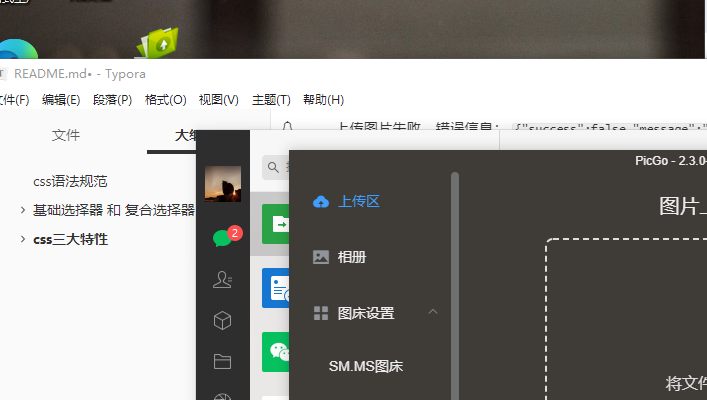 README.md• - Typora
文件(F) 编辑(E) 段落(P) 格式(O) 视图(V) 主题(T) 帮助(H)
文件
css语法规范
基础选择器 和 复合选择器
css三大特性
上传图片失败，错误信息： {"success":false,"message":"
2
PicGo - 2.3.0-
上传区
相册
图床设置
SM.MS图床
图片上
将文件